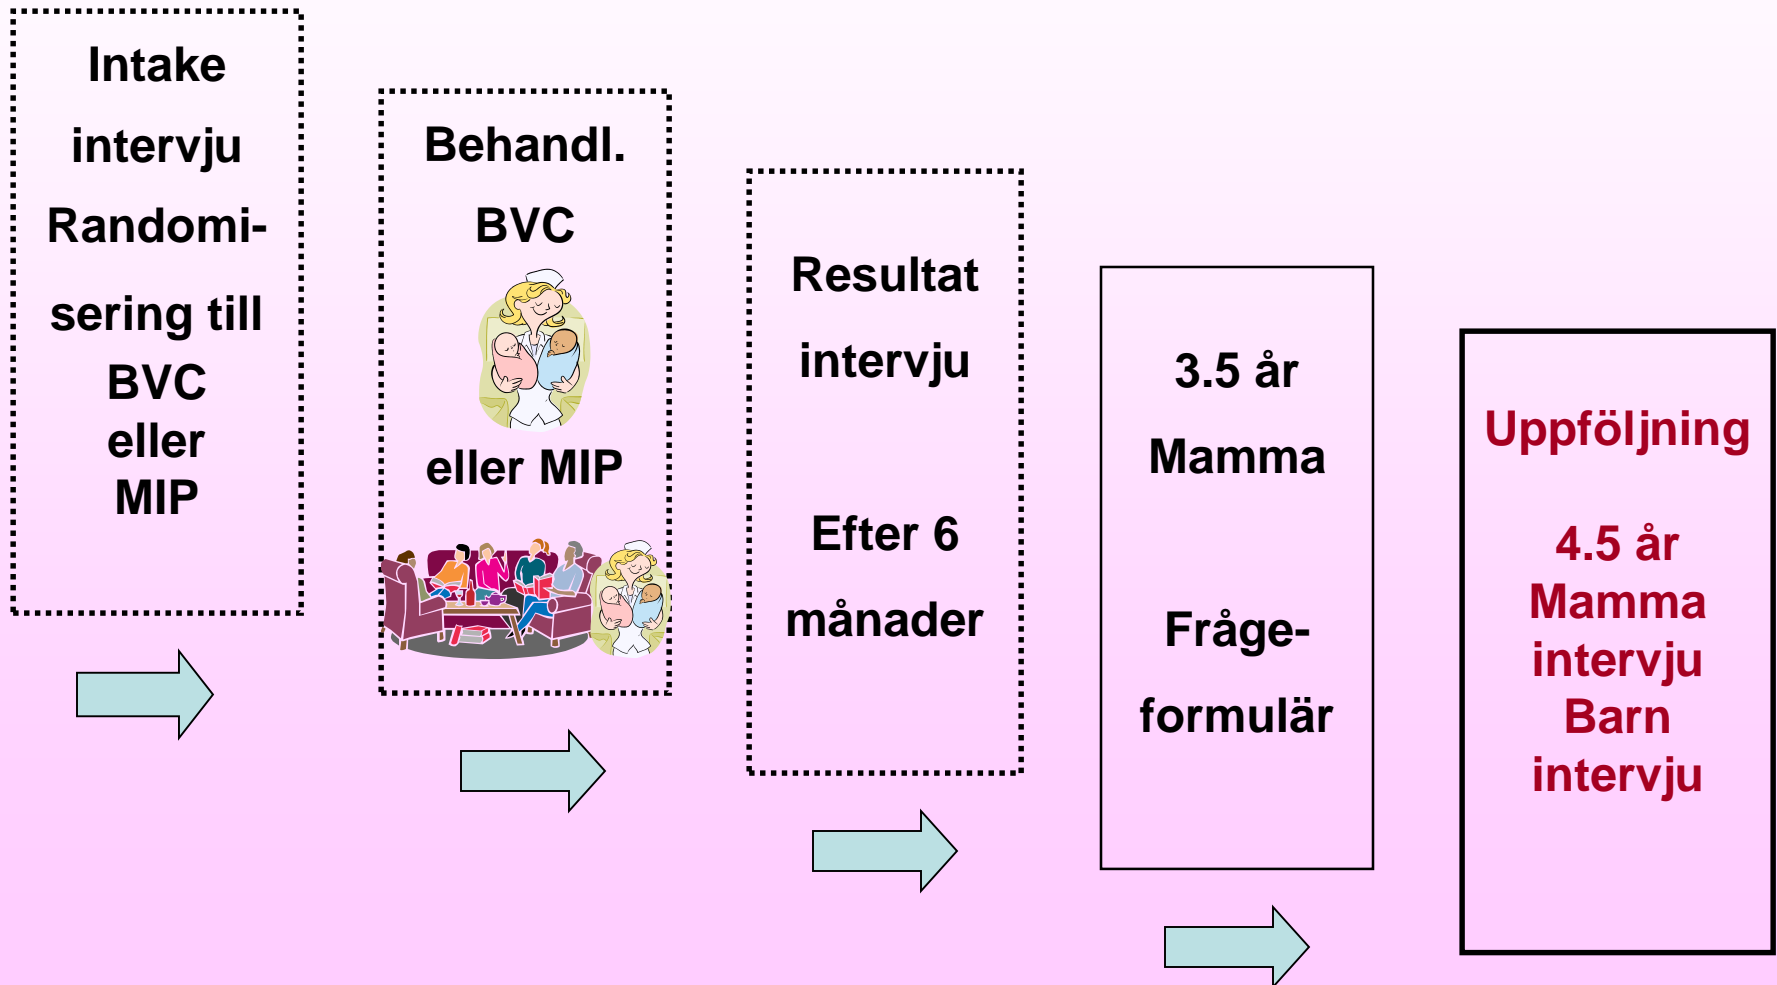 Intake
intervju
Randomi-
sering till
BVC
eller
MIP
Behandl.
BVC
eller MIP
Resultat
intervju
Efter 6
månader
3.5 år
Mamma
Fråge-
formulär
Uppföljning
4.5 år
Mamma
intervju
Barn
intervju